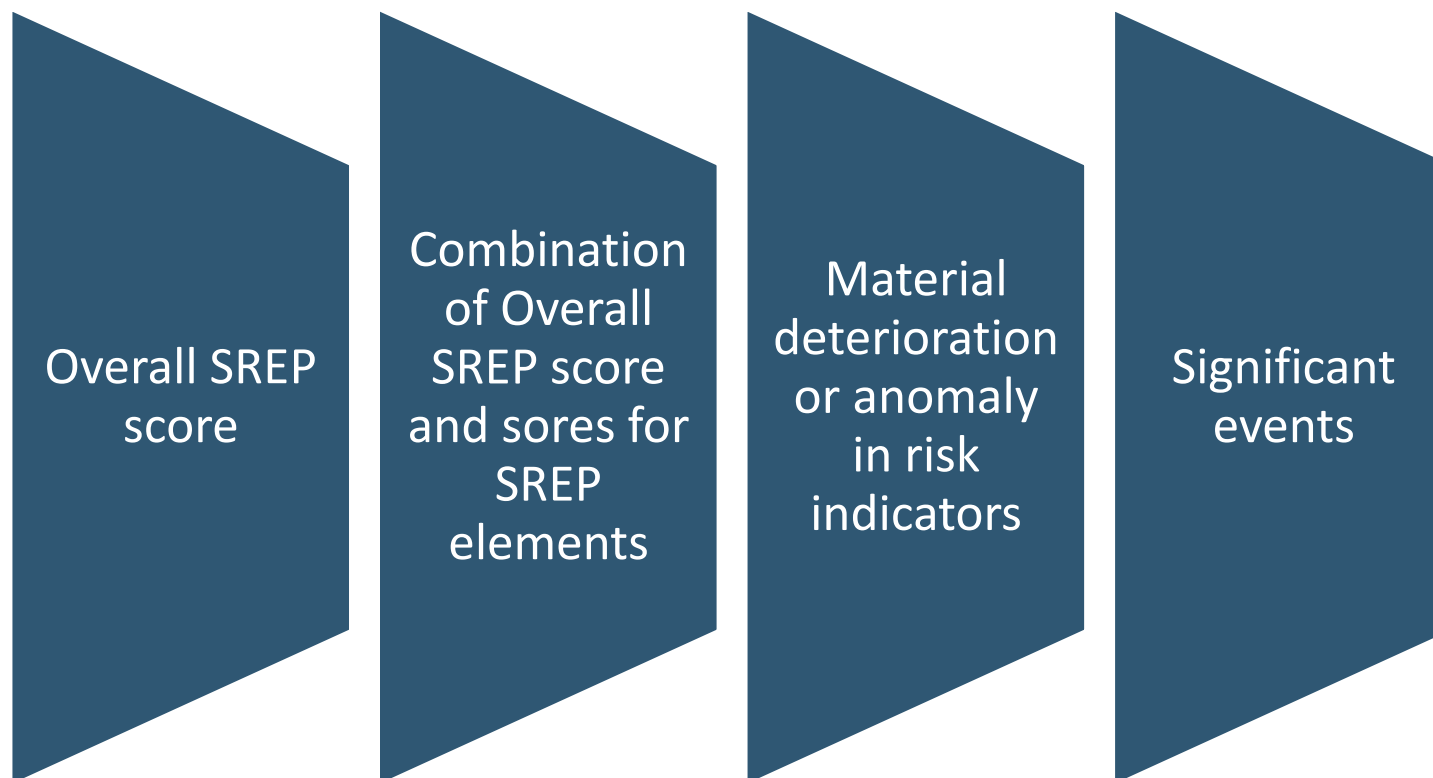 Overall SREP
score
Combination
of Overall
SREP score
and sores for
SREP
elements
Material
deterioration
or anomaly
in risk
indicators
Significant
events